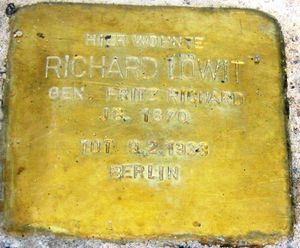 HIER WOHNTE
RICHARD LÖWIT
GEN. FRITZ RICHARD
JG. 1870
TOT 9.2.1933
BERLIN